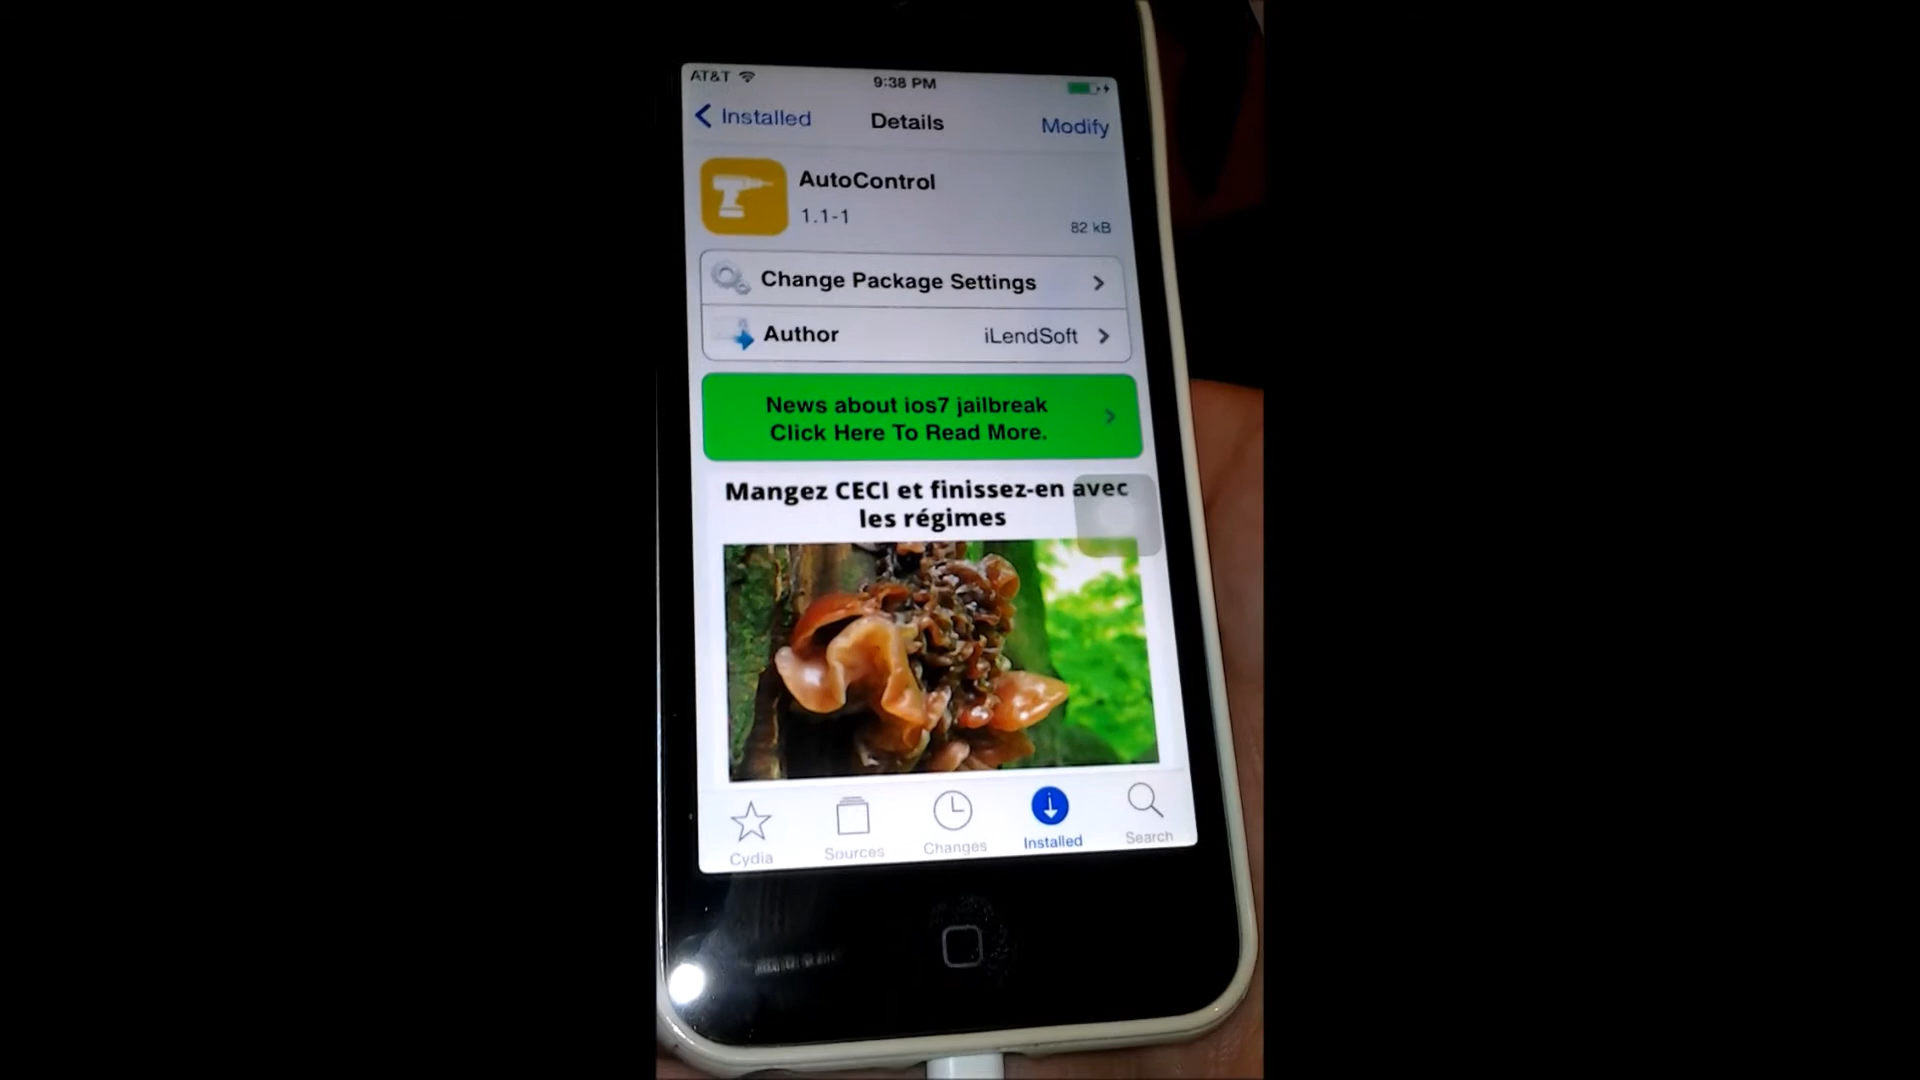 AT&T 9:38 PM
Installed Details Modify
AutoControl
1.1-1
82 kB
Change Package Settings
Author iLendSoft
News about ios7 jailbreak
Click Here To Read More.
Mangez CECI et finissez-en avec
les régimes
Cydia Sources Changes Installed Search